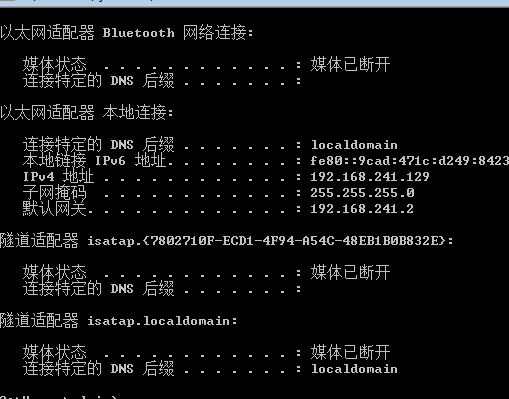 以太网适配器 Bluetooth 网络连接:
媒体状态 . . . . . . . . . . . . : 媒体已断开
连接特定的 DNS 后缀 . . . . . . . :
以太网适配器 本地连接:
连接特定的 DNS 后缀 . . . . . . . : localdomain
本地链接 IPv6 地址. . . . . . . . : fe80::9cad:471c:d249:8423
IPv4 地址 . . . . . . . . . . . . : 192.168.241.129
子网掩码 . . . . . . . . . . . . : 255.255.255.0
默认网关. . . . . . . . . . . . . : 192.168.241.2
隧道适配器 isatap.{7802710F-ECD1-4F94-A54C-48EB1B0B832E}:
媒体状态 . . . . . . . . . . . . : 媒体已断开
连接特定的 DNS 后缀 . . . . . . . :
隧道适配器 isatap.localdomain:
媒体状态 . . . . . . . . . . . . : 媒体已断开
连接特定的 DNS 后缀 . . . . . . . : localdomain